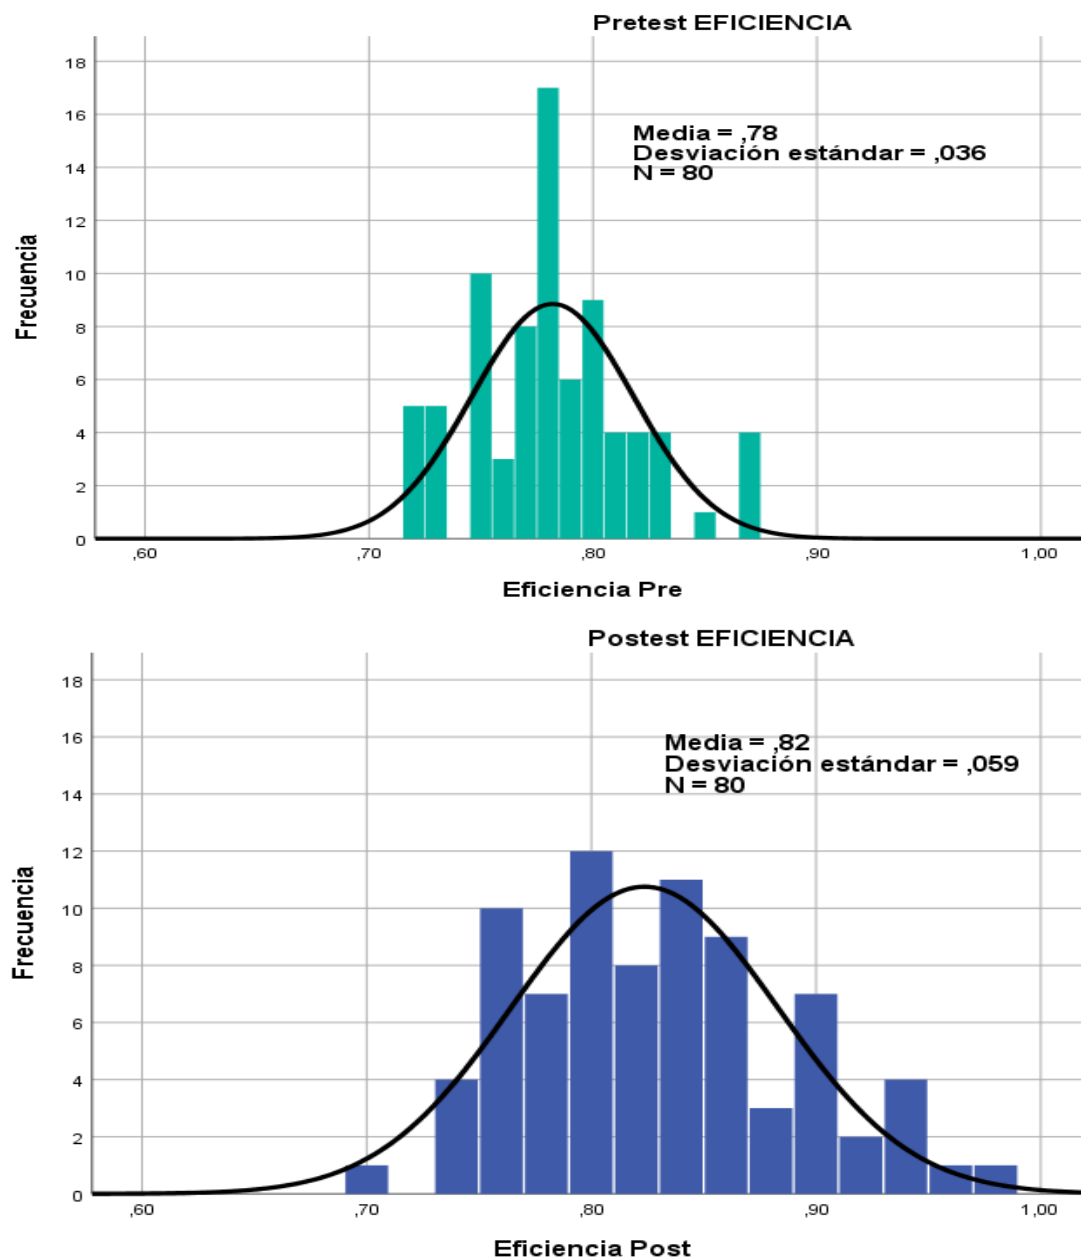 Pretest EFICIENCIA
18
16
14
12
10
8
6
4
2
0
Frecuencia
Media = ,78
Desviación estándar = ,036
N = 80
,60 ,70 ,80 ,90 1,00
Eficiencia Pre
Postest EFICIENCIA
18
16
14
12
10
8
6
4
2
0
Frecuencia
Media = ,82
Desviación estándar = ,059
N = 80
,60 ,70 ,80 ,90 1,00
Eficiencia Post